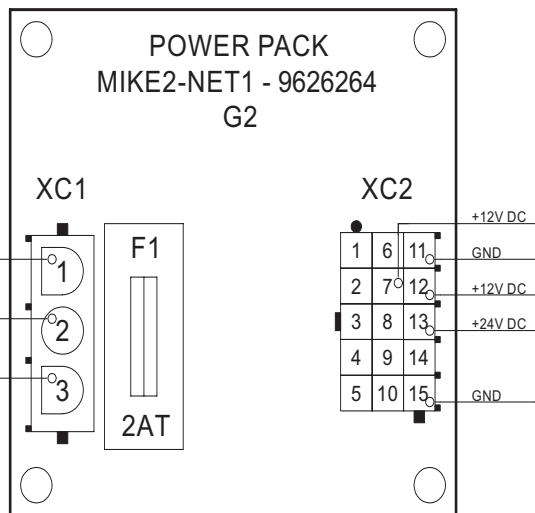 POWER PACK
MIKE2-NET1 - 9626264
G2
XC1
XC2
F1
2AT
1
2
3
1 6 11
2 7 12
3 8 13
4 9 14
5 10 15
+12V DC
GND
+12V DC
+24V DC
GND